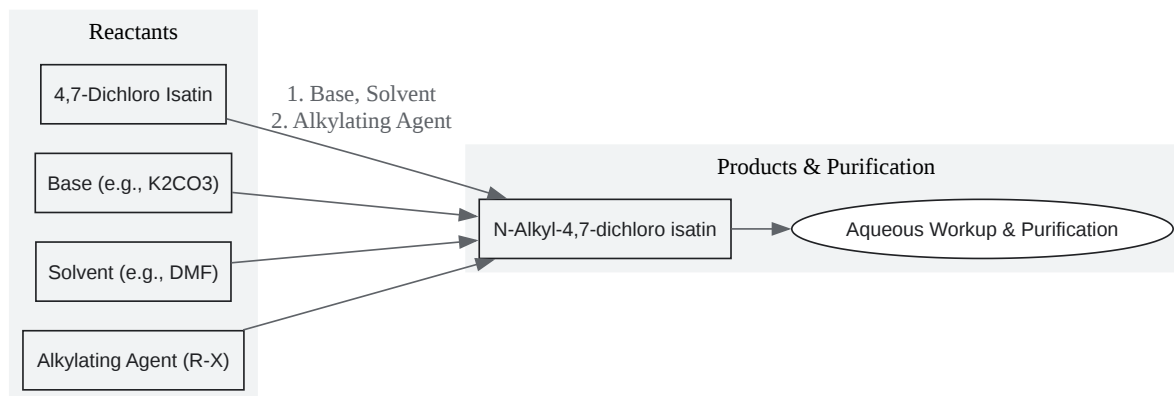 Reactants
4,7-Dichloro Isatin
1. Base, Solvent
2. Alkylating Agent
Base (e.g., K2CO3)
Solvent (e.g., DMF)
Alkylating Agent (R-X)
Products & Purification
N-Alkyl-4,7-dichloro isatin
Aqueous Workup & Purification